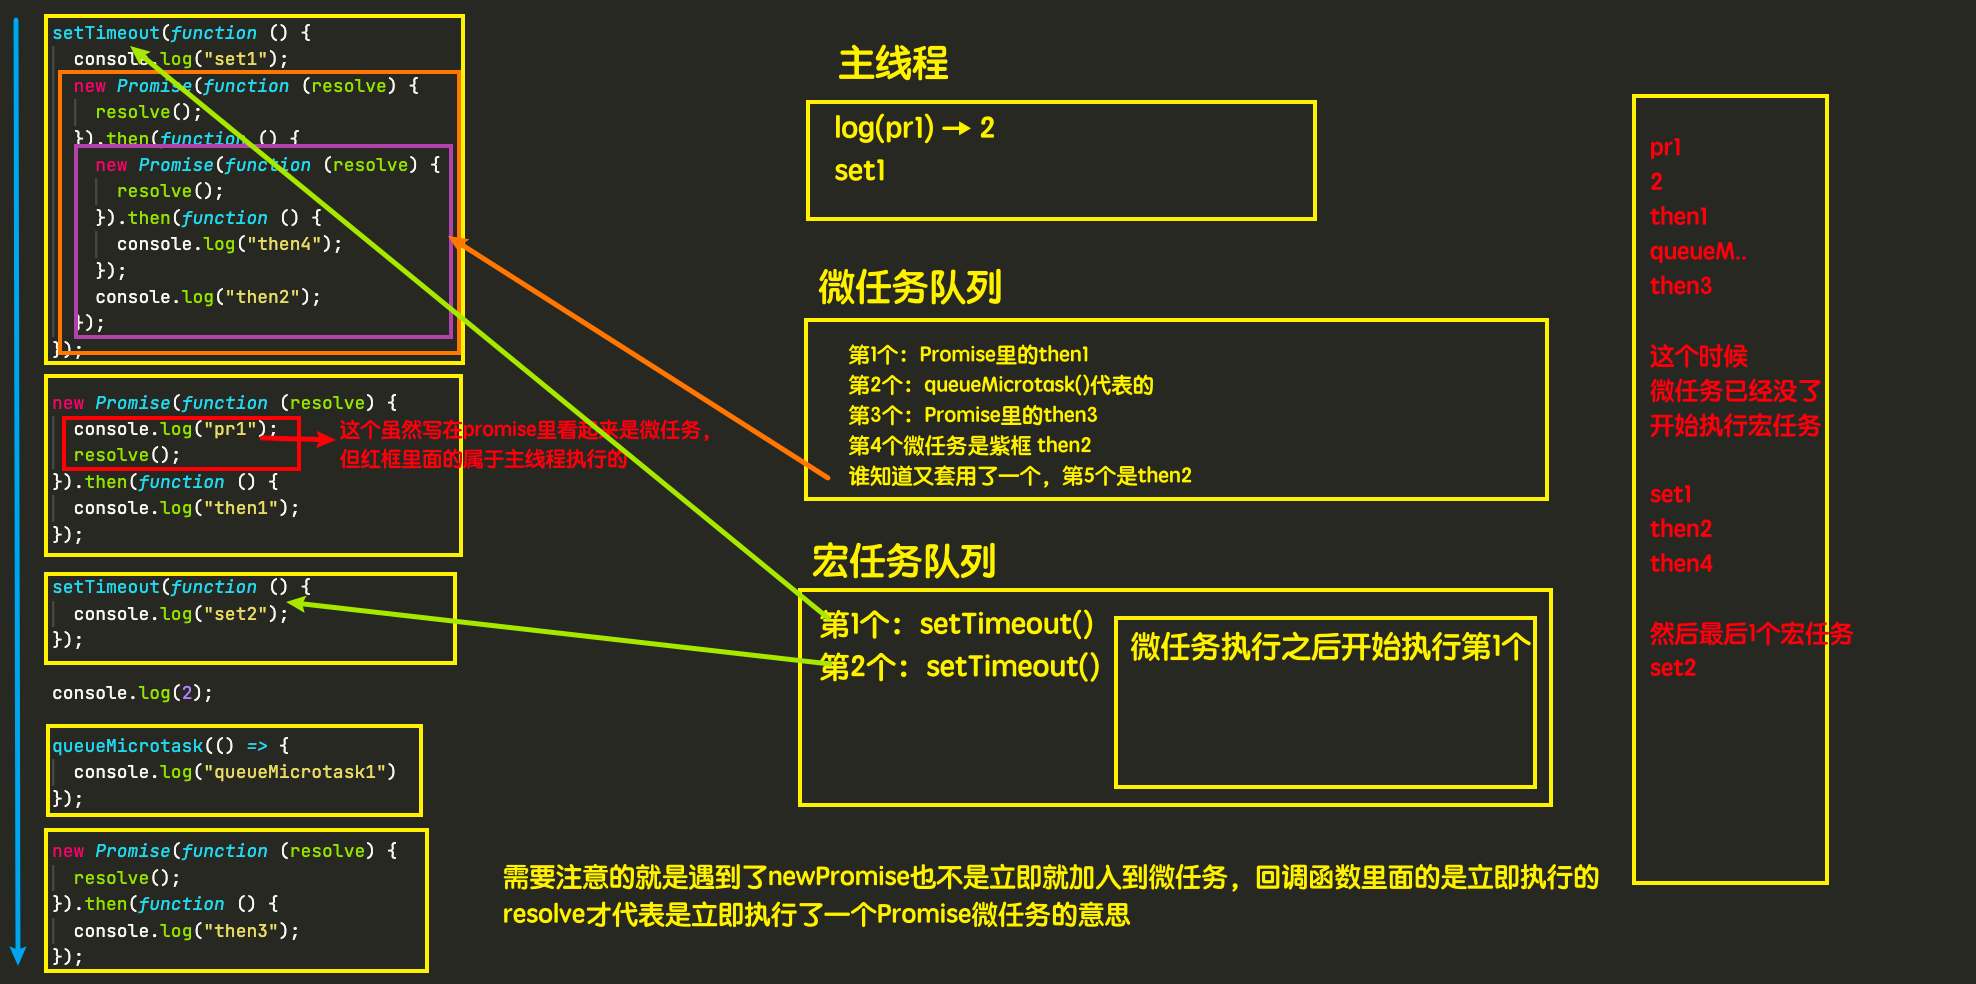 setTimeout(function () {
console.log("set1");
new Promise(function (resolve) {
resolve();
}).then(function () {
new Promise(function (resolve) {
resolve();
}).then(function () {
console.log("then4");
});
console.log("then2");
});
});
new Promise(function (resolve) {
console.log("pr1");
resolve();
}).then(function () {
console.log("then1");
});
这个虽然写在promise里看起来是微任务，
但红框里面的属于主线程执行的
setTimeout(function () {
console.log("set2");
});
console.log(2);
queueMicrotask(() => {
console.log("queueMicrotask1")
});
new Promise(function (resolve) {
resolve();
}).then(function () {
console.log("then3");
});
主线程
log(pr1) → 2
set1
微任务队列
第1个：Promise里的then1
第2个：queueMicrotask()代表的
第3个：Promise里的then3
第4个微任务是紫框 then2
谁知道又套用了一个，第5个是then2
宏任务队列
第1个：setTimeout()
第2个：setTimeout()
微任务执行之后开始执行第1个
需要注意的就是遇到了newPromise也不是立即就加入到微任务，回调函数里面的是立即执行的
resolve才代表是立即执行了一个Promise微任务的意思
pr1
2
then1
queueM..
then3
这个时候
微任务已经没了
开始执行宏任务
set1
then2
then4
然后最后1个宏任务
set2